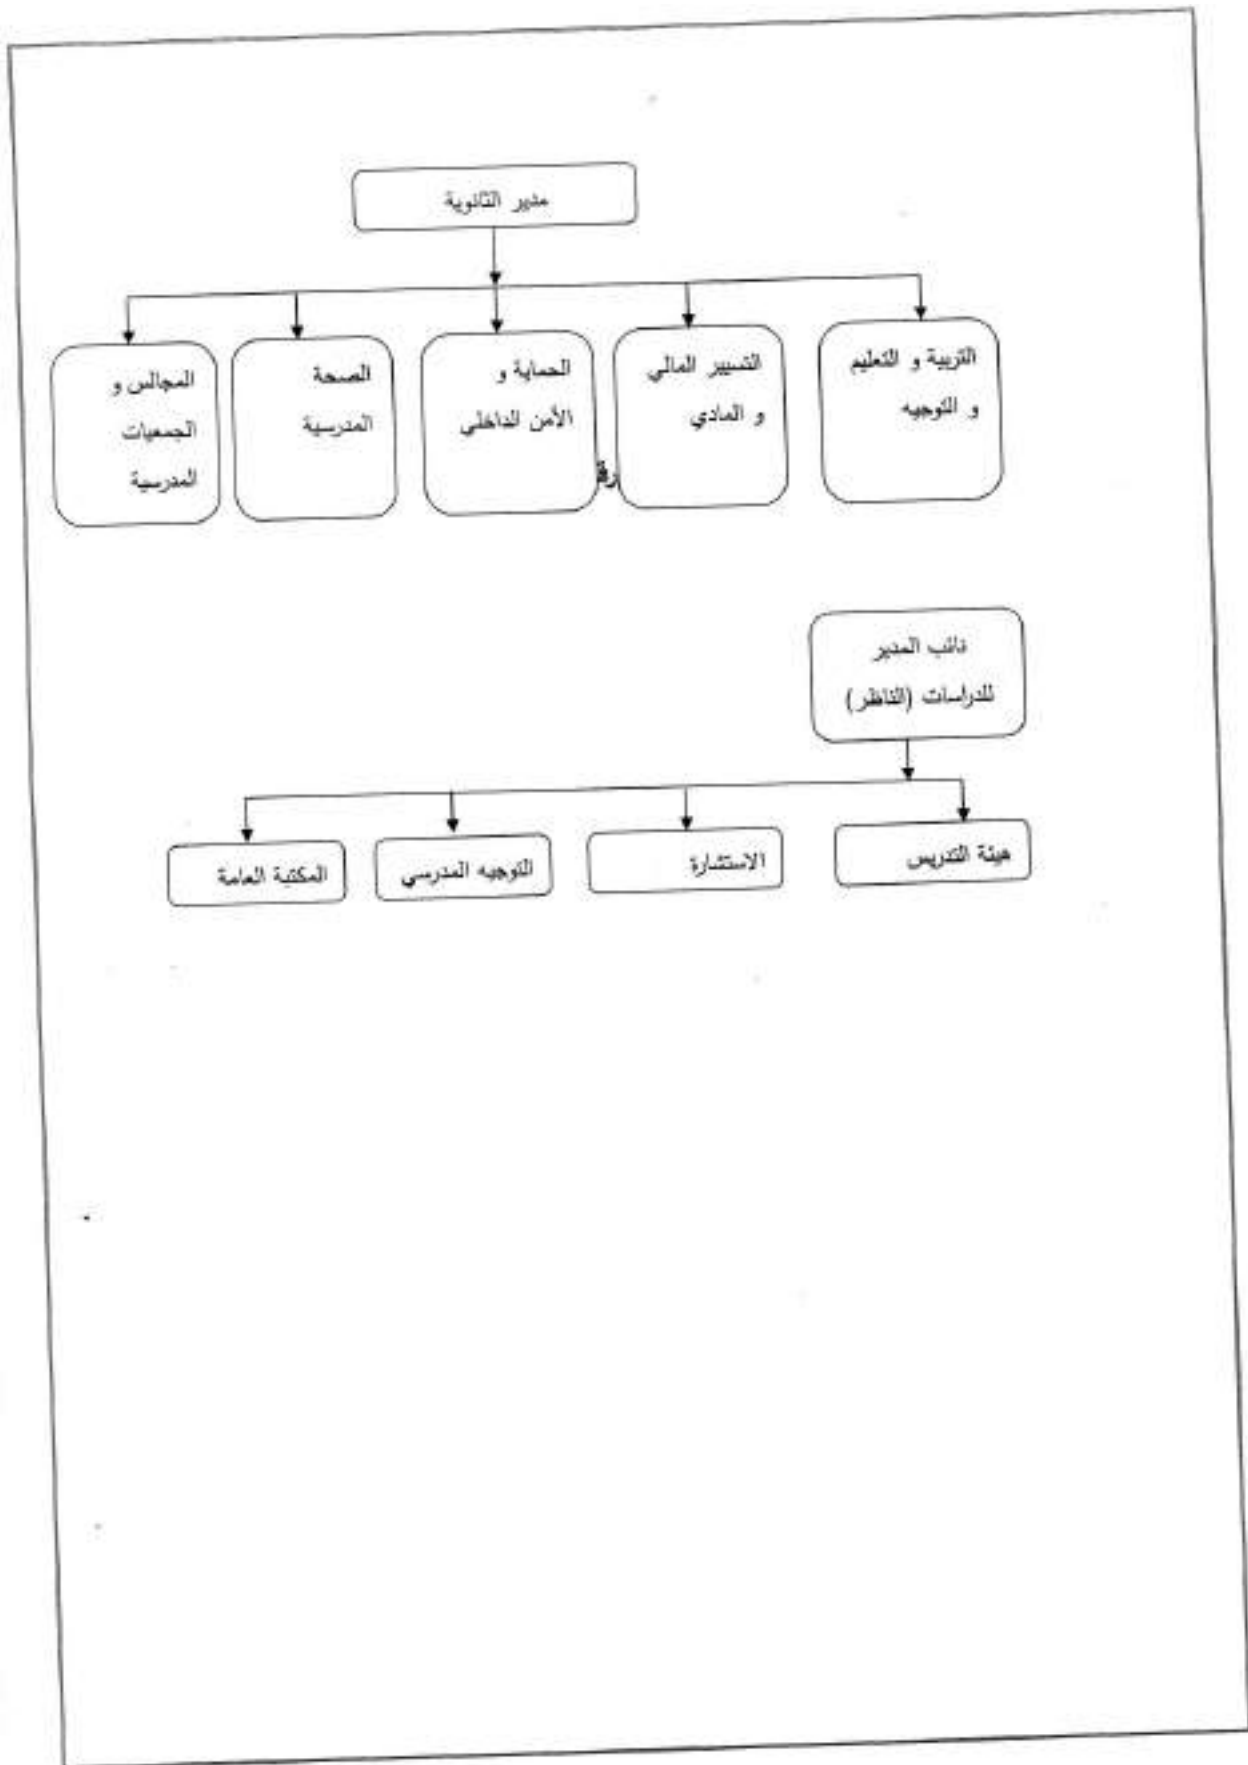 مدير الثانوية
التربية و التعليم
و التوجيه
التسيير المالي
و المادي
الحماية و
الأمن الداخلي
الصحة
المدرسية
المجالس و
الجمعيات
المدرسية
نائب المدير
للدراسات (الناظر)
هيئة التدريس
الاستشارة
التوجيه المدرسي
المكتبة العامة